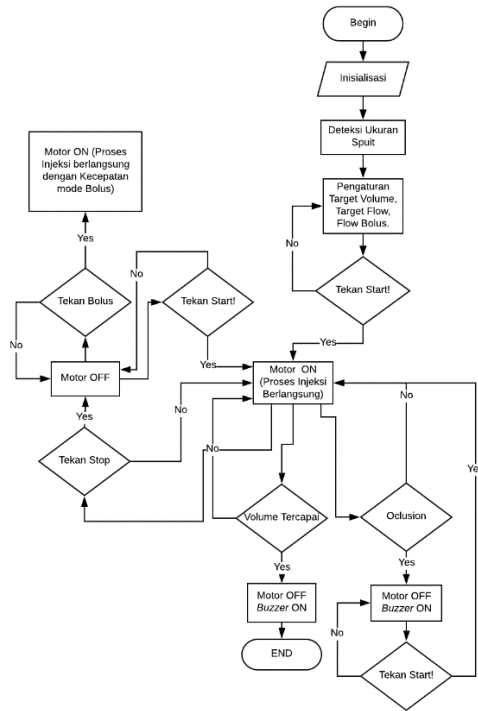 Begin
Inisialisasi
Deteksi Ukuran
Spuit
Pengaturan
Target Volume,
Target Flow,
Flow Bolus.
No
Tekan Start!
Yes
Motor ON (Proses
Injeksi berlangsung
dengan Kecepatan
mode Bolus)
Yes
Tekan Bolus
No
Motor OFF
No
Tekan Start!
Yes
Yes
Tekan Stop
No
Motor ON
(Proses Injeksi
Berlangsung)
No
Volume Tercapai
Yes
Motor OFF
Buzzer ON
END
No
Oclusion
Yes
Motor OFF
Buzzer ON
No
Tekan Start!
Ye